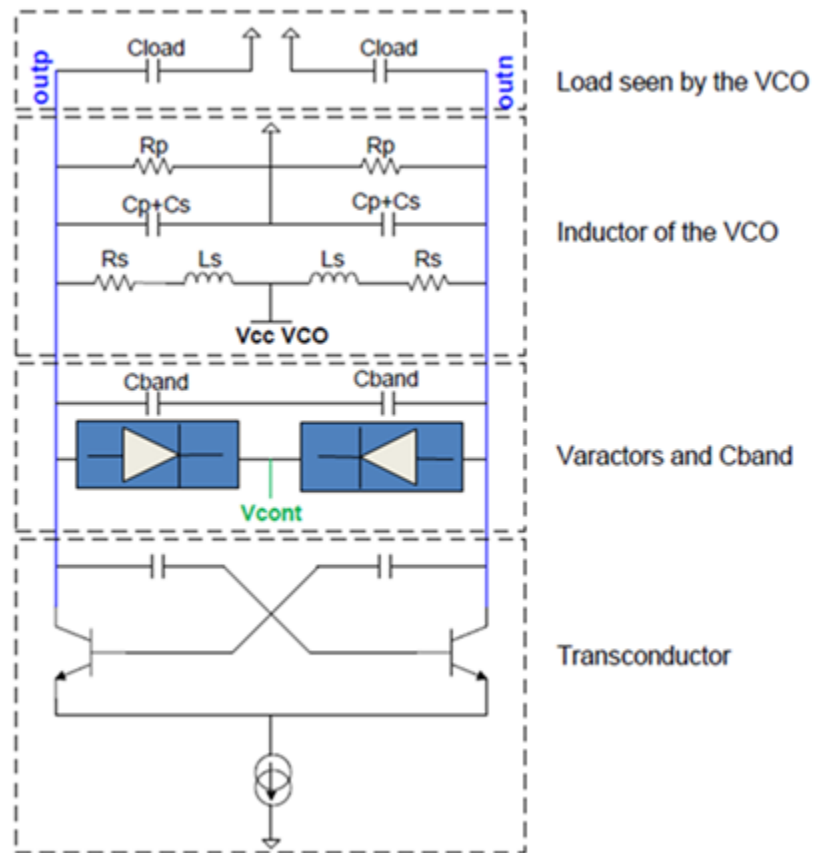 Cload Cload
outp
outn
Load seen by the VCO
Rp Rp
Cp+Cs Cp+Cs
Inductor of the VCO
Rs Ls Ls Rs
Vcc VCO
Cband Cband
Varactors and Cband
Vcont
Transconductor